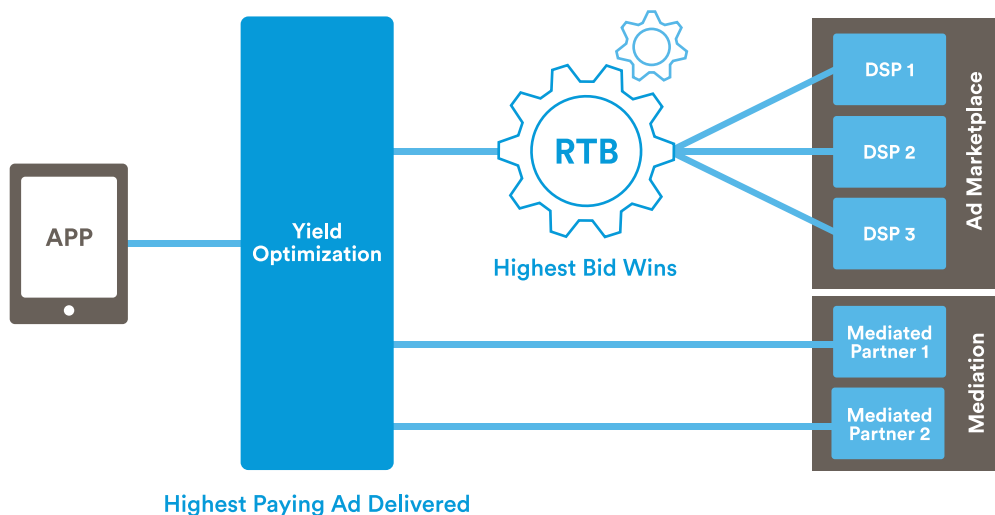 APP
Yield
Optimization
Highest Paying Ad Delivered
RTB
Highest Bid Wins
DSP 1
DSP 2
DSP 3
Ad Marketplace
Mediated
Partner 1
Mediated
Partner 2
Mediation